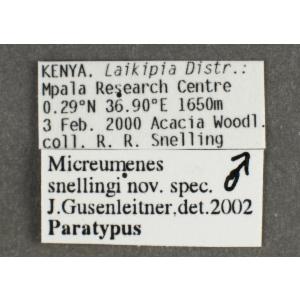 KENYA, Laikipia Distr.:
Mpala Research Centre
0.29°N 36.90°E 1650m
3 Feb. 2000 Acacia Woodl.
coll. R. R. Snelling
Micreumenes
snellingi nov. spec. ♂
J.Gusenleitner,det.2002
Paratypus